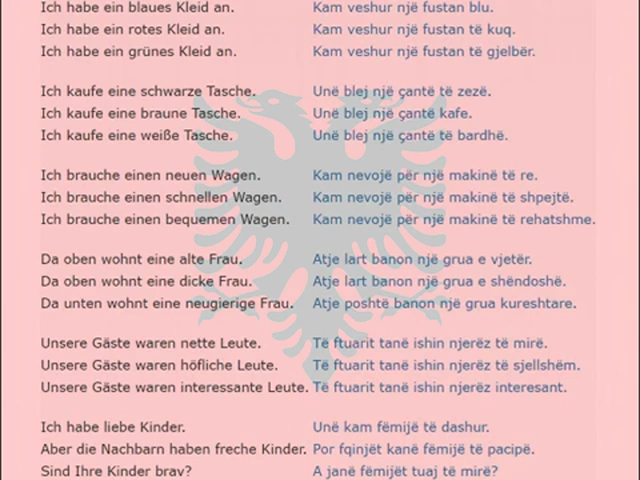 Ich habe ein blaues Kleid an. Kam veshur një fustan blu.
Ich habe ein rotes Kleid an. Kam veshur një fustan të kuq.
Ich habe ein grünes Kleid an. Kam veshur një fustan të gjelbër.
Ich kaufe eine schwarze Tasche. Unë blej një çantë të zezë.
Ich kaufe eine braune Tasche. Unë blej një çantë kafe.
Ich kaufe eine weiße Tasche. Unë blej një çantë të bardhë.
Ich brauche einen neuen Wagen. Kam nevojë për një makinë të re.
Ich brauche einen schnellen Wagen. Kam nevojë për një makinë të shpejtë.
Ich brauche einen bequemen Wagen. Kam nevojë për një makinë të rehatshme.
Da oben wohnt eine alte Frau. Atje lart banon një grua e vjetër.
Da oben wohnt eine dicke Frau. Atje lart banon një grua e shëndoshë.
Da unten wohnt eine neugierige Frau. Atje poshtë banon një grua kureshtare.
Unsere Gäste waren nette Leute. Të ftuarit tanë ishin njerëz të mirë.
Unsere Gäste waren höfliche Leute. Të ftuarit tanë ishin njerëz të sjellshëm.
Unsere Gäste waren interessante Leute. Të ftuarit tanë ishin njerëz interesant.
Ich habe liebe Kinder. Unë kam fëmijë të dashur.
Aber die Nachbarn haben freche Kinder. Por fqinjët kanë fëmijë të pacipë.
Sind Ihre Kinder brav? A janë fëmijët tuaj të mirë?